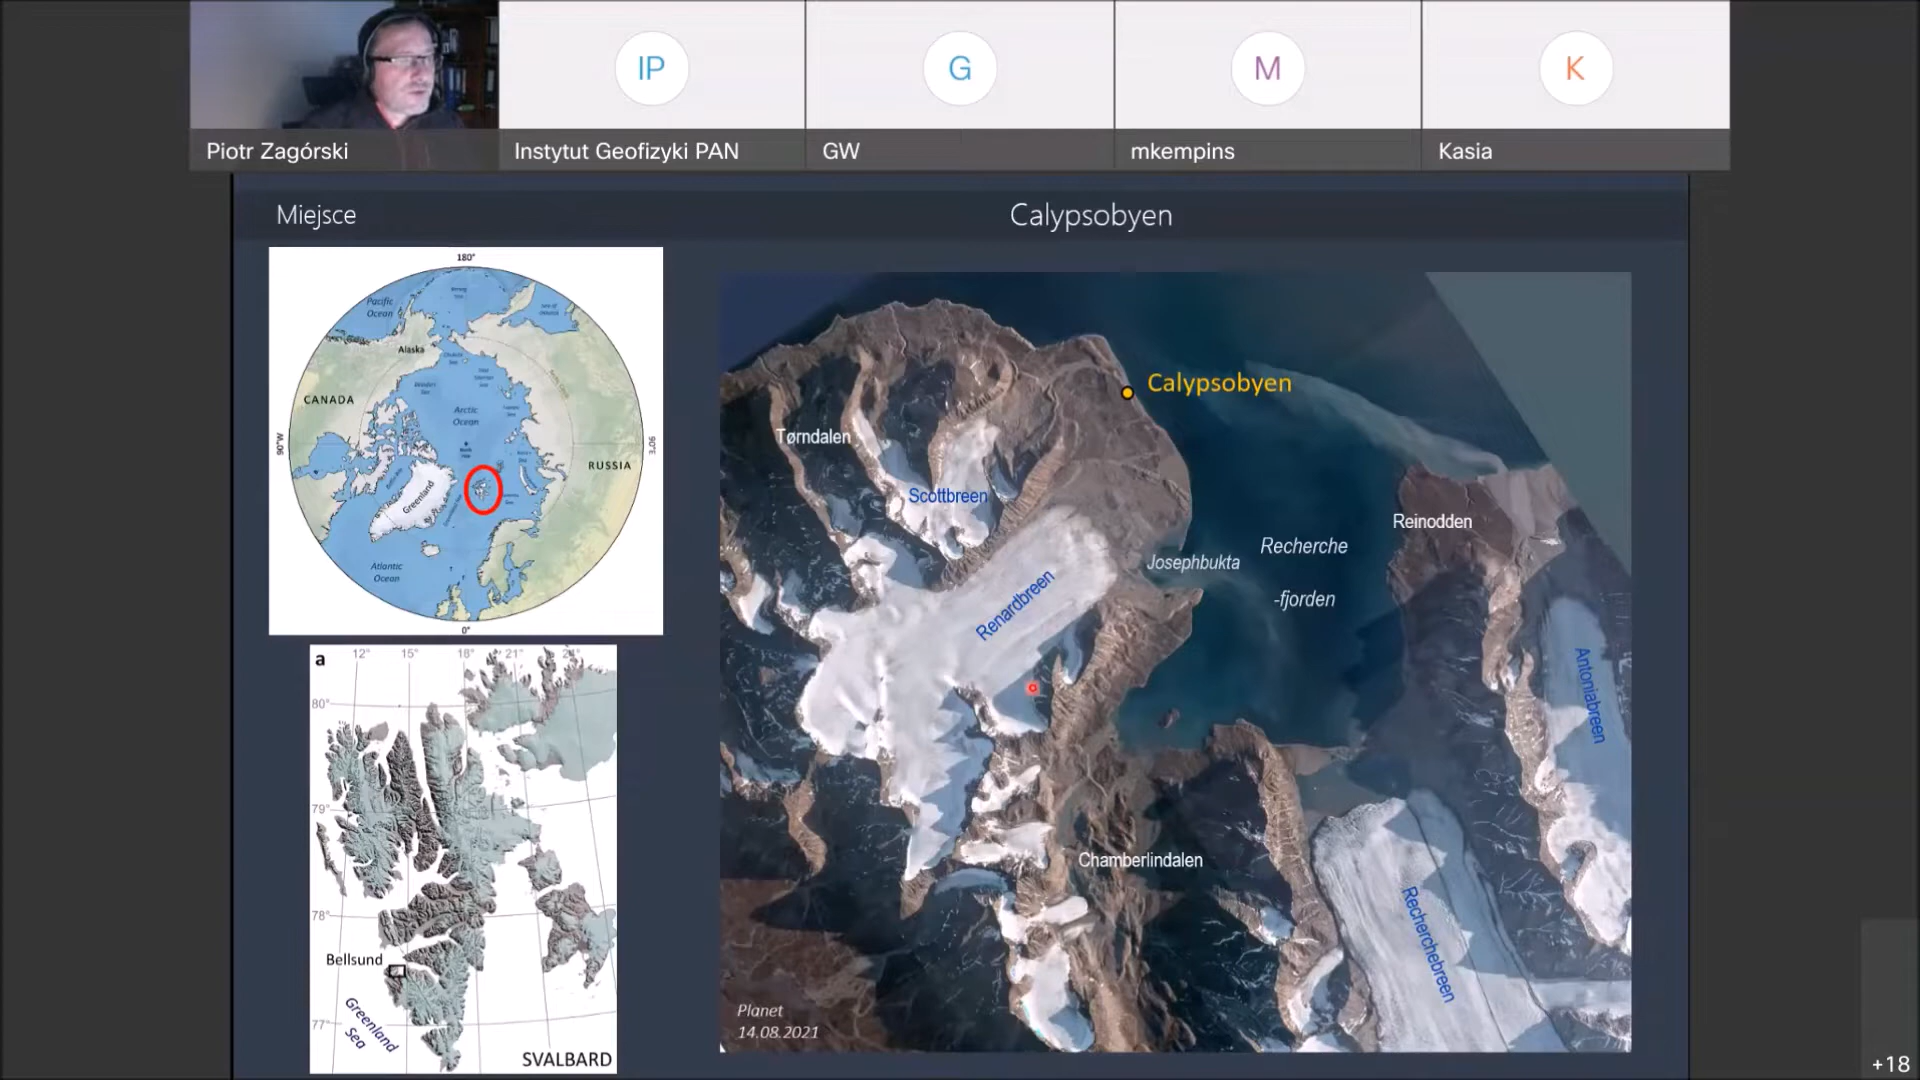 IP
G
M
K
Piotr Zagórski
Instytut Geofizyki PAN
GW
mkempins
Kasia
Miejsce
Calypsobyen
180°
Pacific
Ocean
Alaska
CANADA
Arctic
Ocean
90°W
90°E
RUSSIA
Greenland
Atlantic
Ocean
0°
a
12°
15°
18°
21°
80°
79°
78°
77°
Bellsund
Greenland
Sea
SVALBARD
Calypsobyen
Tørndalen
Scottbreen
Reinodden
Recherche
-fjorden
Josephbukta
Renardbreen
Antoniabreen
Chamberlindalen
Recherchebreen
Planet
14.08.2021
+18